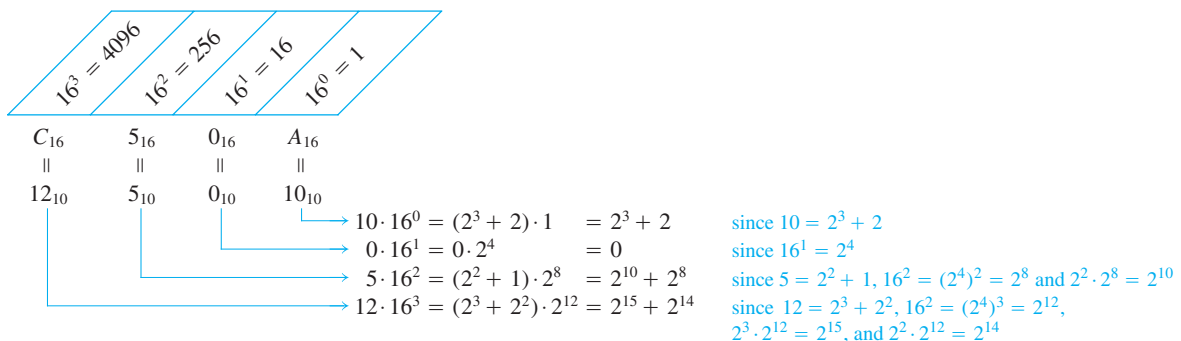 16³ = 4096 16² = 256 16¹ = 16 16⁰ = 1
C₁₆ 5₁₆ 0₁₆ A₁₆
= = = =
12₁₀ 5₁₀ 0₁₀ 10₁₀
10 · 16⁰ = (2³ + 2) · 1 = 2³ + 2 since 10 = 2³ + 2
0 · 16¹ = 0 · 2⁴ = 0 since 16¹ = 2⁴
5 · 16² = (2² + 1) · 2⁸ = 2¹⁰ + 2⁸ since 5 = 2² + 1, 16² = (2⁴)² = 2⁸ and 2² · 2⁸ = 2¹⁰
12 · 16³ = (2³ + 2²) · 2¹² = 2¹⁵ + 2¹⁴ since 12 = 2³ + 2², 16² = (2⁴)³ = 2¹²,
2³ · 2¹² = 2¹⁵, and 2² · 2¹² = 2¹⁴